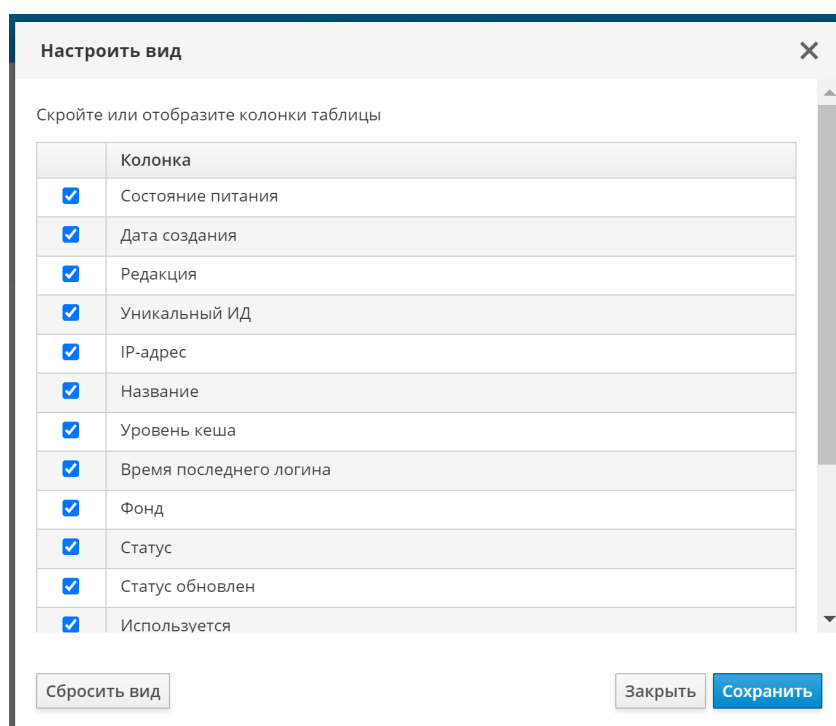 Настроить вид
Скройте или отобразите колонки таблицы
Колонка
Состояние питания
Дата создания
Редакция
Уникальный ИД
IP-адрес
Название
Уровень кеша
Время последнего логина
Фонд
Статус
Статус обновлен
Используется
Сбросить вид
Закрыть
Сохранить